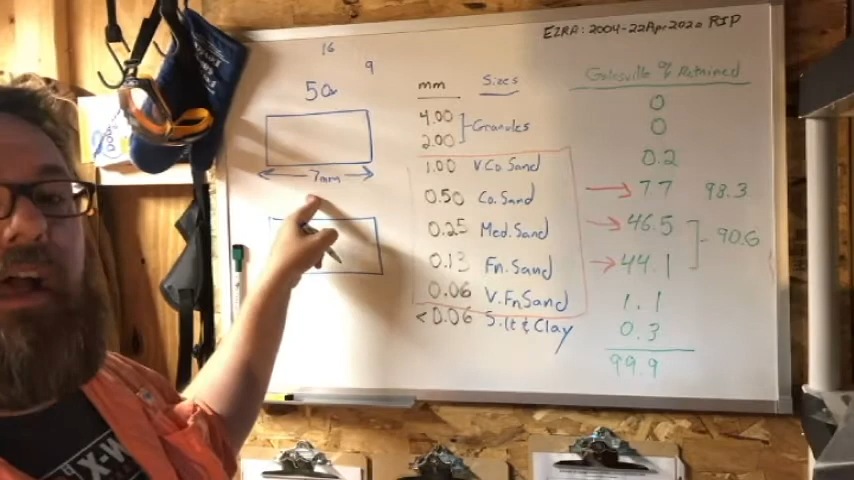 EZRA: 2004-22Apr2020 RIP
16
9
50x
7mm
mm Sizes
4.00
2.00 Granules
1.00 V.Co Sand
0.50 Co. Sand
0.25 Med. Sand
0.13 Fn. Sand
0.06 V. Fn Sand
<0.06 Silt & Clay
Galesville % Retained
0
0
0.2
7.7 98.3
46.5
90.6
44.1
1.1
0.3
99.9